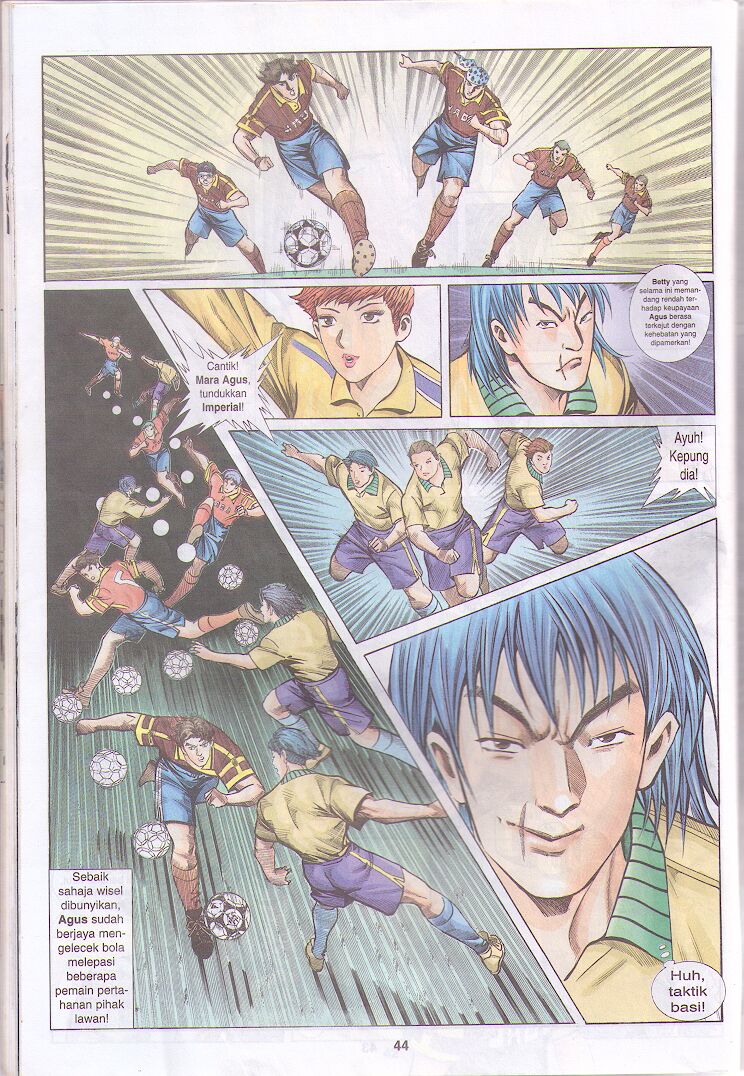 Betty yang
selama ini meman-
dang rendah ter-
hadap keupayaan
Agus berasa
terkejut dengan
kehebatan yang
dipamerkan!
Cantik!
Mara Agus,
tundukkan
Imperial!
Ayuh!
Kepung
dia!
Sebaik
sahaja wisel
dibunyikan,
Agus sudah
berjaya men-
gelecek bola
melepasi
beberapa
pemain perta-
hanan pihak
lawan!
Huh,
taktik
basi!
44